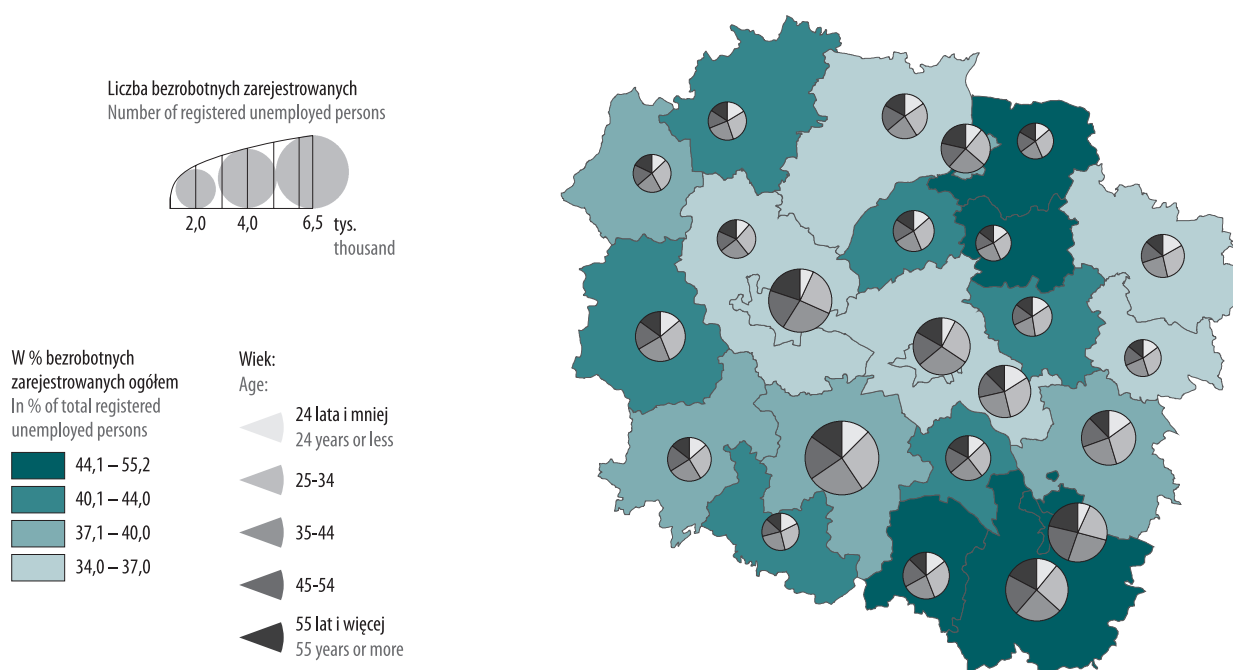 Liczba bezrobotnych zarejestrowanych
Number of registered unemployed persons
2,0 4,0 6,5 tys.
thousand
W % bezrobotnych
zarejestrowanych ogółem
In % of total registered
unemployed persons
44,1 – 55,2
40,1 – 44,0
37,1 – 40,0
34,0 – 37,0
Wiek:
Age:
24 lata i mniej
24 years or less
25-34
35-44
45-54
55 lat i więcej
55 years or more